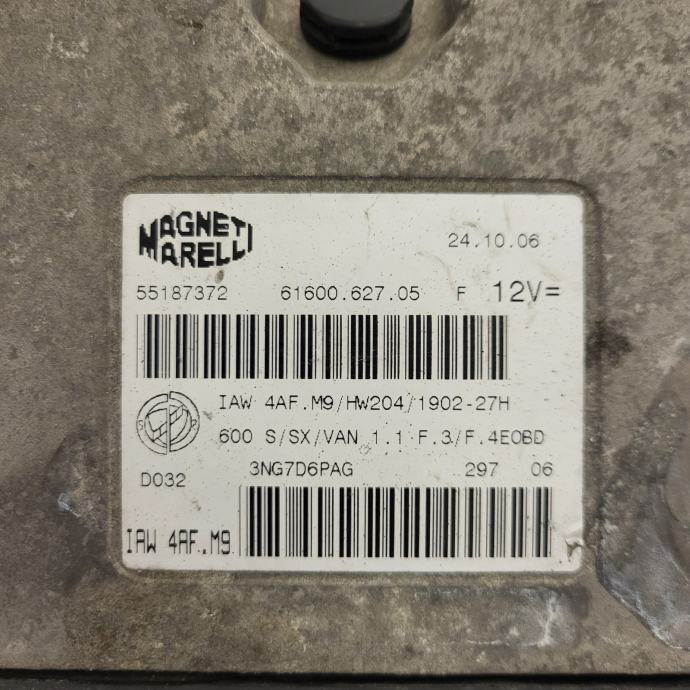 MAGNETI
MARELLI
24.10.06
55187372 61600.627.05 F 12V=
IAW 4AF.M9/HW204/1902-27H
600 S/SX/VAN 1.1 F.3/F.4EOBD
D032 3NG7D6PAG 297 06
IAW 4AF.M9